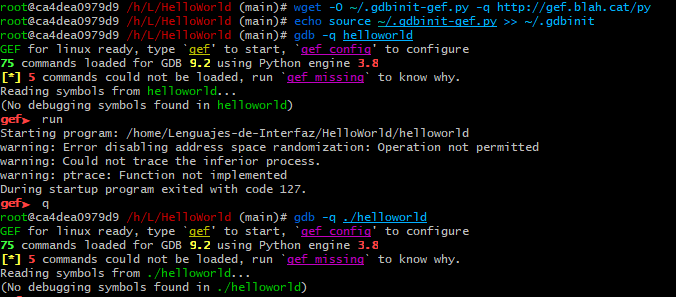 root@ca4dea0979d9 /h/L/HelloWorld (main)# wget -O ~/.gdbinit-gef.py -q http://gef.blah.cat/py
root@ca4dea0979d9 /h/L/HelloWorld (main)# echo source ~/.gdbinit-gef.py >> ~/.gdbinit
root@ca4dea0979d9 /h/L/HelloWorld (main)# gdb -q helloworld
GEF for linux ready, type `gef' to start, `gef config' to configure
75 commands loaded for GDB 9.2 using Python engine 3.8
[*] 5 commands could not be loaded, run `gef missing` to know why.
Reading symbols from helloworld...
(No debugging symbols found in helloworld)
gef➤  run
Starting program: /home/Lenguajes-de-Interfaz/HelloWorld/helloworld
warning: Error disabling address space randomization: Operation not permitted
warning: Could not trace the inferior process.
warning: ptrace: Function not implemented
During startup program exited with code 127.
gef➤  q
root@ca4dea0979d9 /h/L/HelloWorld (main)# gdb -q ./helloworld
GEF for linux ready, type `gef' to start, `gef config' to configure
75 commands loaded for GDB 9.2 using Python engine 3.8
[*] 5 commands could not be loaded, run `gef missing` to know why.
Reading symbols from ./helloworld...
(No debugging symbols found in ./helloworld)